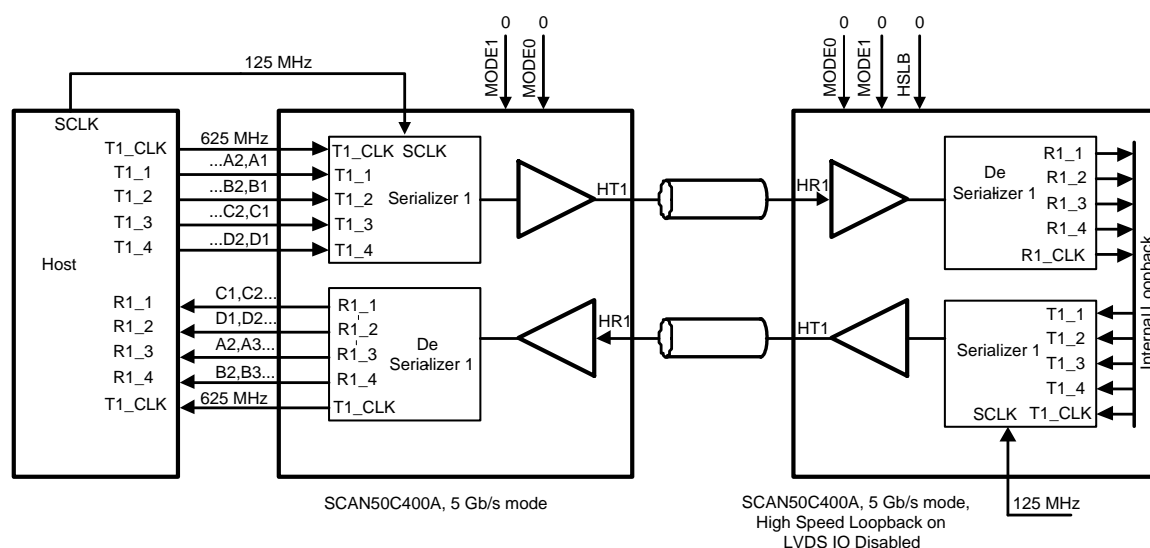 125 MHz
MODE1 0
MODE0 0
MODE0 0
MODE1 0
HSLB 0
SCLK
T1_CLK
T1_1
T1_2
T1_3
T1_4
Host
R1_1
R1_2
R1_3
R1_4
T1_CLK
625 MHz
...A2,A1
...B2,B1
...C2,C1
...D2,D1
C1,C2...
D1,D2...
A2,A3...
B2,B3...
625 MHz
T1_CLK SCLK
T1_1
T1_2
Serializer 1
T1_3
T1_4
R1_1
R1_2
De
Serializer 1
R1_3
R1_4
T1_CLK
HT1
HR1
HR1
HT1
De
Serializer 1
R1_1
R1_2
R1_3
R1_4
R1_CLK
Serializer 1
T1_1
T1_2
T1_3
T1_4
SCLK T1_CLK
Internal Loopback
125 MHz
SCAN50C400A, 5 Gb/s mode
SCAN50C400A, 5 Gb/s mode,
High Speed Loopback on
LVDS IO Disabled